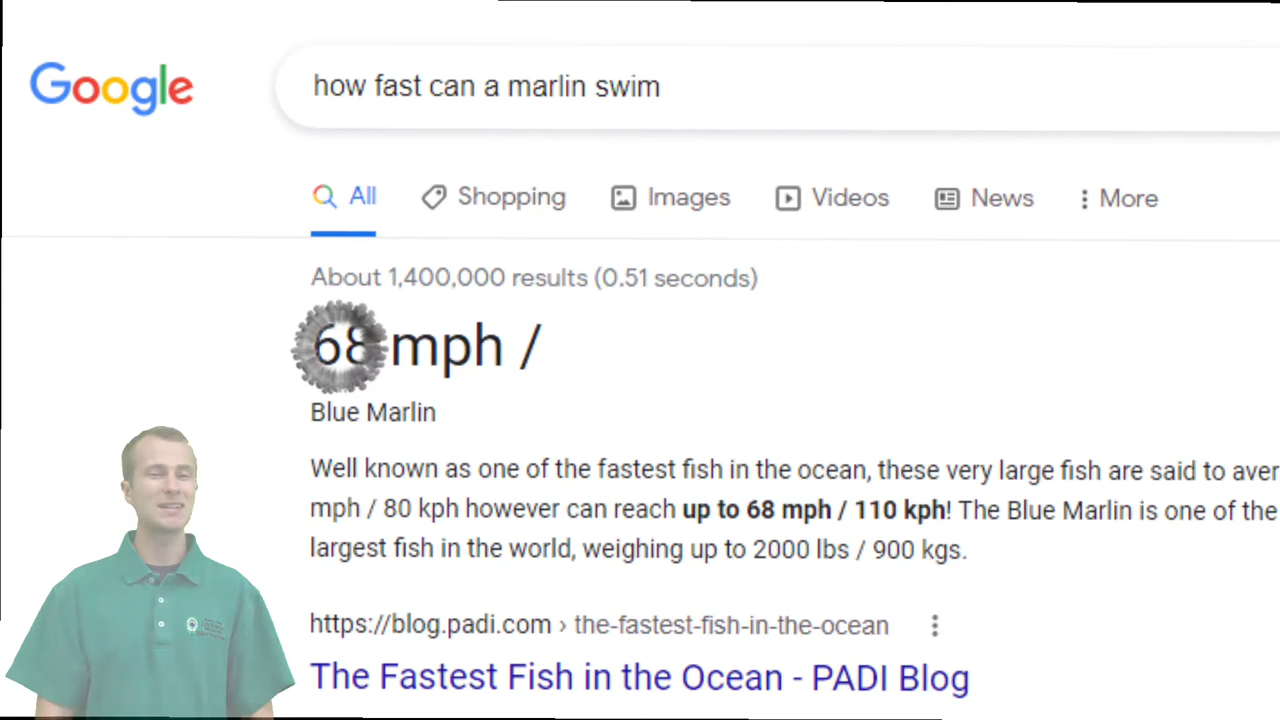 Google
how fast can a marlin swim
All Shopping Images Videos News More
About 1,400,000 results (0.51 seconds)
68 mph /
Blue Marlin
Well known as one of the fastest fish in the ocean, these very large fish are said to aver
mph / 80 kph however can reach up to 68 mph / 110 kph! The Blue Marlin is one of the
largest fish in the world, weighing up to 2000 lbs / 900 kgs.
https://blog.padi.com › the-fastest-fish-in-the-ocean
The Fastest Fish in the Ocean - PADI Blog